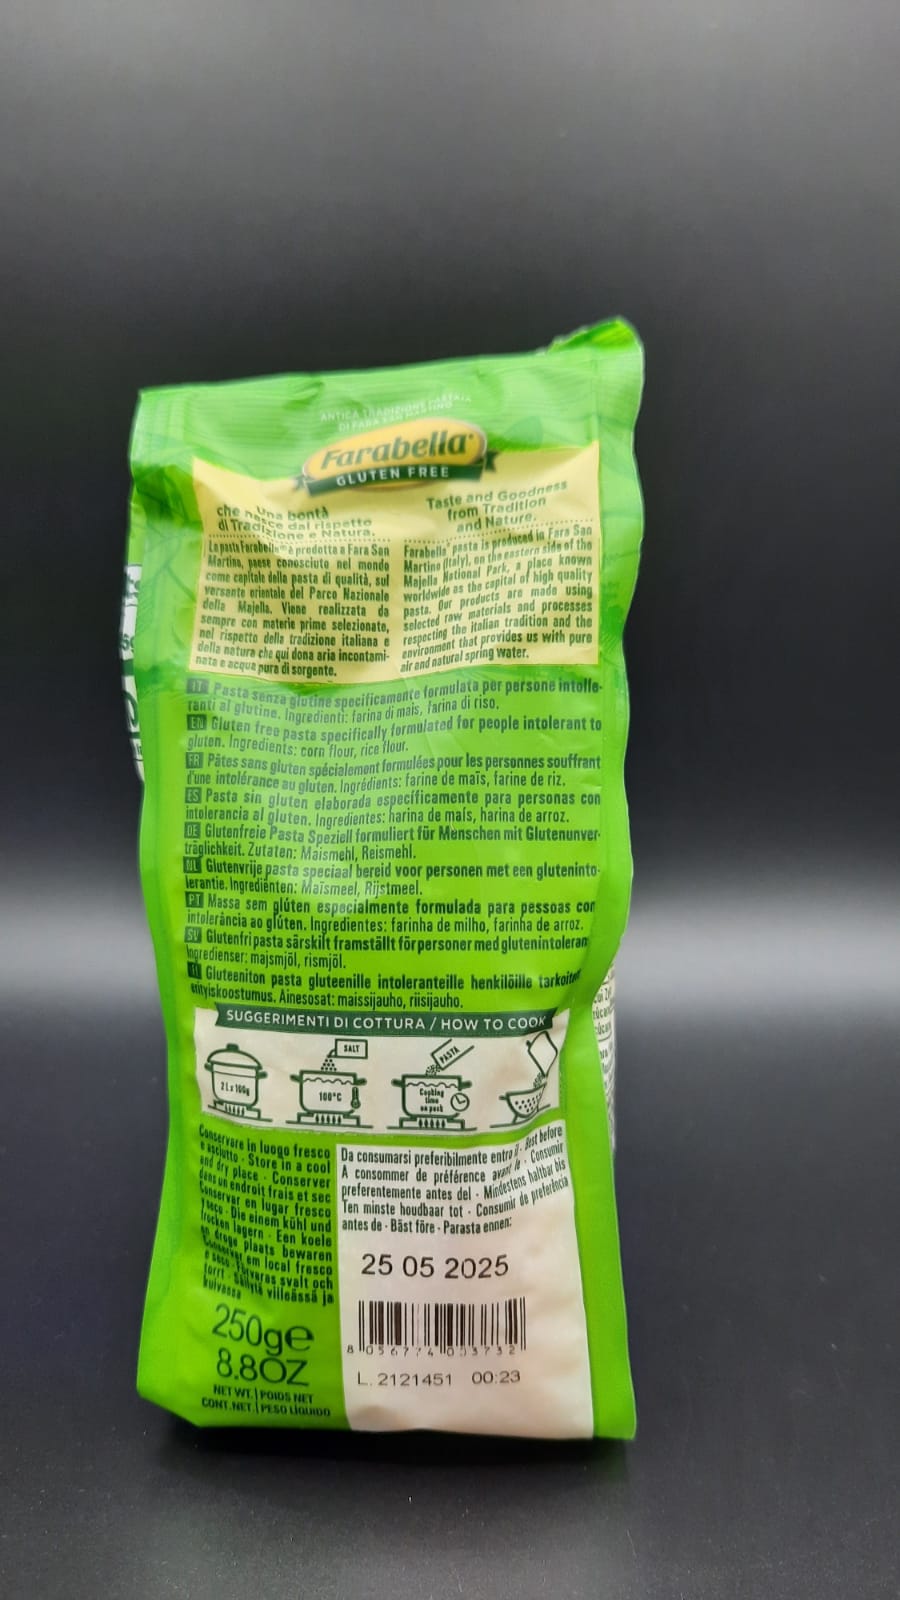 ANTICA TRADIZIONE PASTAIA
DI FARA SAN MARTINO
Farabella®
GLUTEN FREE
Una bontà
che nasce dal rispetto
di Tradizione e Natura.
La pasta Farabella® è prodotta a Fara San
Martino, paese conosciuto nel mondo
come capitale della pasta di qualità, sul
versante orientale del Parco Nazionale
della Majella. Viene realizzata da
sempre con materie prime selezionate,
nel rispetto della tradizione italiana e
della natura che qui dona aria incontami-
nata e acqua pura di sorgente.
Taste and Goodness
from Tradition
and Nature.
Farabella® pasta is produced in Fara San
Martino (Italy), on the eastern side of the
Majella National Park, a place known
worldwide as the capital of high quality
pasta. Our products are made using
selected raw materials and processes
respecting the italian tradition and the
environment that provides us with pure
air and natural spring water.
IT Pasta senza glutine specificamente formulata per persone intolle-
ranti al glutine. Ingredienti: farina di mais, farina di riso.
EN Gluten free pasta specifically formulated for people intolerant to
gluten. Ingredients: corn flour, rice flour.
FR Pâtes sans gluten spécialement formulées pour les personnes souffrant
d'une intolérance au gluten. Ingrédients: farine de maïs, farine de riz.
ES Pasta sin gluten elaborada específicamente para personas con
intolerancia al gluten. Ingredientes: harina de maís, harina de arroz.
DE Glutenfreie Pasta Speziell formuliert für Menschen mit Glutenunver-
träglichkeit. Zutaten: Maismehl, Reismehl.
NL Glutenvrije pasta speciaal bereid voor personen met een gluteninto-
lerantie. Ingrediënten: Maïsmeel, Rijstmeel.
PT Massa sem glúten especialmente formulada para pessoas con
intolerância ao glúten. Ingredientes: farinha de milho, farinha de arroz.
SV Glutenfri pasta särskilt framställt för personer med glutenintoleran
Ingredienser: majsmjöl, rismjöl.
Gluteeniton pasta gluteenille intoleranteille henkilöille tarkoitet
erityiskoostumus. Ainesosat: maissijauho, riisijauho.
SUGGERIMENTI DI COTTURA / HOW TO COOK
2 L x 100g
SALT
100°C
PASTA
Cooking
time
on pack
Conservare in luogo fresco
e asciutto - Store in a cool
and dry place - Conserver
dans un endroit frais et sec
Conservar en lugar fresco
y seco - Die einem kühl und
trocken lagern - Een koele
en droge plaats bewaren
Conservar em local fresco
e seco - Förvaras svalt och
torrt - Säilytä viileässä ja
kuivassa
250g℮
8.8OZ
NET WT. | POIDS NET
CONT.NET. | PESO LÍQUIDO
Da consumarsi preferibilmente entro il - Best before
A consommer de préférence avant le - Consumir
preferentemente antes del - Mindestens haltbar bis
Ten minste houdbaar tot - Consumir de preferência
antes de - Bäst före - Parasta ennen:
25 05 2025
8 056774 003732
L. 2121451 00:23